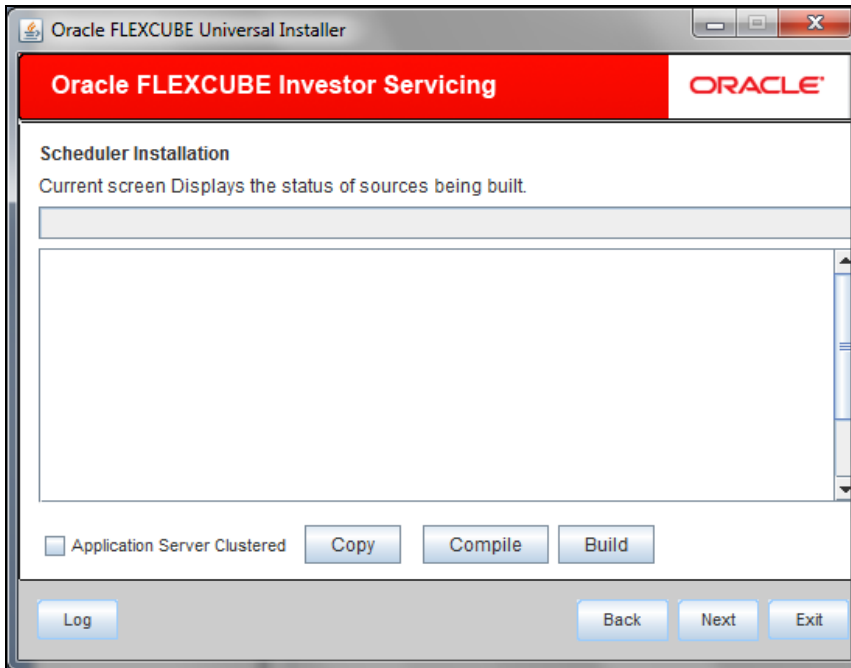 Oracle FLEXCUBE Universal Installer
Oracle FLEXCUBE Investor Servicing
ORACLE
Scheduler Installation
Current screen Displays the status of sources being built.
Application Server Clustered
Copy
Compile
Build
Log
Back
Next
Exit